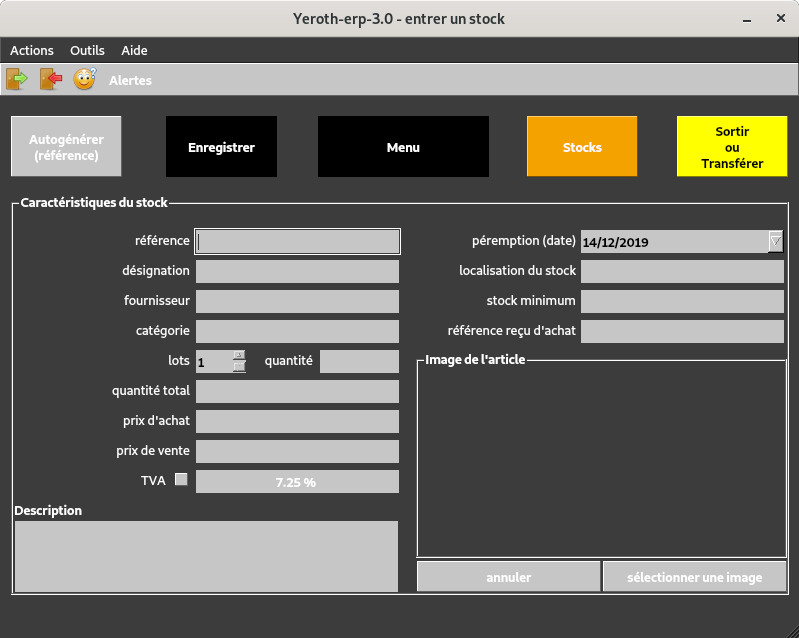 Yeroth-erp-3.0 - entrer un stock
Actions Outils Aide
Alertes
Autogénérer
(référence)
Enregistrer
Menu
Stocks
Sortir
ou
Transférer
Caractéristiques du stock
référence
désignation
fournisseur
catégorie
lots 1 quantité
quantité total
prix d'achat
prix de vente
TVA 7.25 %
Description
péremption (date) 14/12/2019
localisation du stock
stock minimum
référence reçu d'achat
Image de l'article
annuler
sélectionner une image